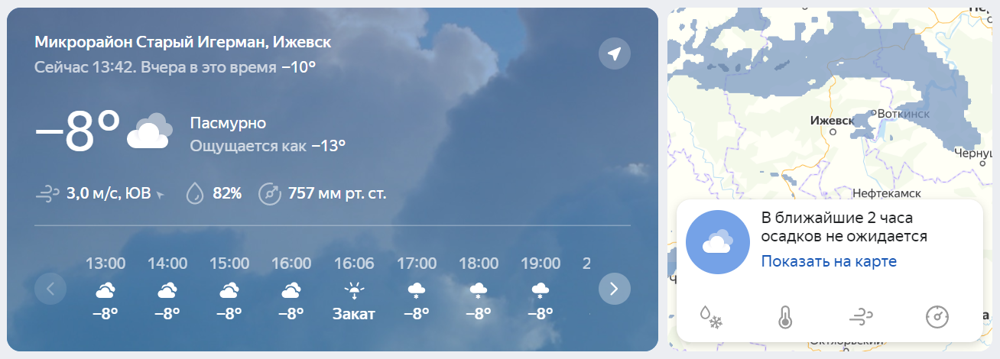 Микрорайон Старый Игерман, Ижевск
Сейчас 13:42. Вчера в это время −10°
−8°
Пасмурно
Ощущается как −13°
3,0 м/с, ЮВ
82%
757 мм рт. ст.
13:00 14:00 15:00 16:00 16:06 17:00 18:00 19:00 2
−8° −8° −8° −8° Закат −8° −8° −8°
Ижевск
Воткинск
Черну
Нефтекамск
В ближайшие 2 часа
осадков не ожидается
Показать на карте